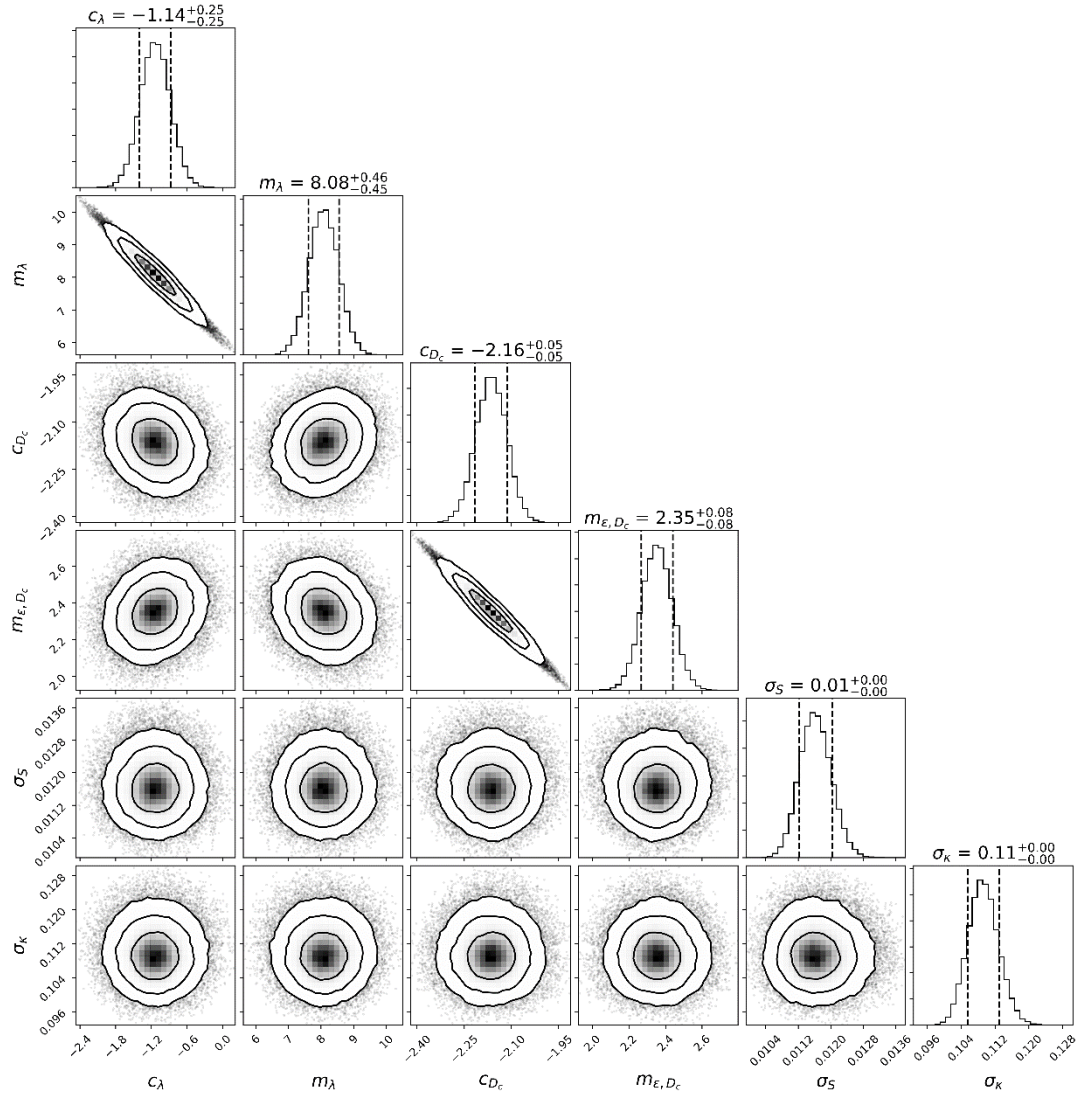 c_λ = −1.14^{+0.25}_{−0.25}
m_λ = 8.08^{+0.46}_{−0.45}
10
9
8
7
6
m_λ
c_{D_c} = −2.16^{+0.05}_{−0.05}
−1.95
−2.10
−2.25
−2.40
c_{D_c}
m_{ε,D_c} = 2.35^{+0.08}_{−0.08}
2.6
2.4
2.2
2.0
m_{ε,D_c}
σ_S = 0.01^{+0.00}_{−0.00}
0.0136
0.0128
0.0120
0.0112
0.0104
σ_S
σ_κ = 0.11^{+0.00}_{−0.00}
0.128
0.120
0.112
0.104
0.096
σ_κ
−2.4 −1.8 −1.2 −0.6 0.0 6 7 8 9 10 −2.40 −2.25 −2.10 −1.95 2.0 2.2 2.4 2.6 0.0104 0.0112 0.0120 0.0128 0.0136 0.096 0.104 0.112 0.120 0.128
c_λ m_λ c_{D_c} m_{ε,D_c} σ_S σ_κ